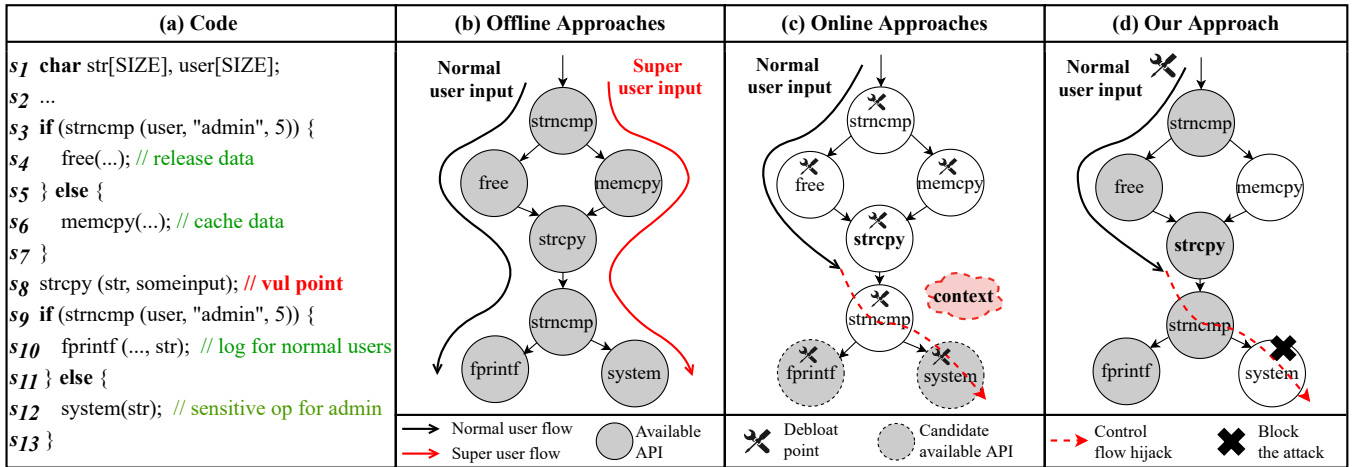 (a) Code
s1 char str[SIZE], user[SIZE];
s2 ...
s3 if (strncmp (user, "admin", 5)) {
s4 free(...); // release data
s5 } else {
s6 memcpy(...); // cache data
s7 }
s8 strcpy (str, someinput); // vul point
s9 if (strncmp (user, "admin", 5)) {
s10 fprintf (..., str); // log for normal users
s11 } else {
s12 system(str); // sensitive op for admin
s13 }
(b) Offline Approaches
Normal
user input
Super
user input
strncmp
free
memcpy
strcpy
strncmp
fprintf
system
Normal user flow
Super user flow
Available
API
(c) Online Approaches
Normal
user input
strncmp
free
memcpy
strcpy
context
strncmp
fprintf
system
Debloat
point
Candidate
available API
(d) Our Approach
Normal
user input
strncmp
free
memcpy
strcpy
strncmp
fprintf
system
Control
flow hijack
Block
the attack